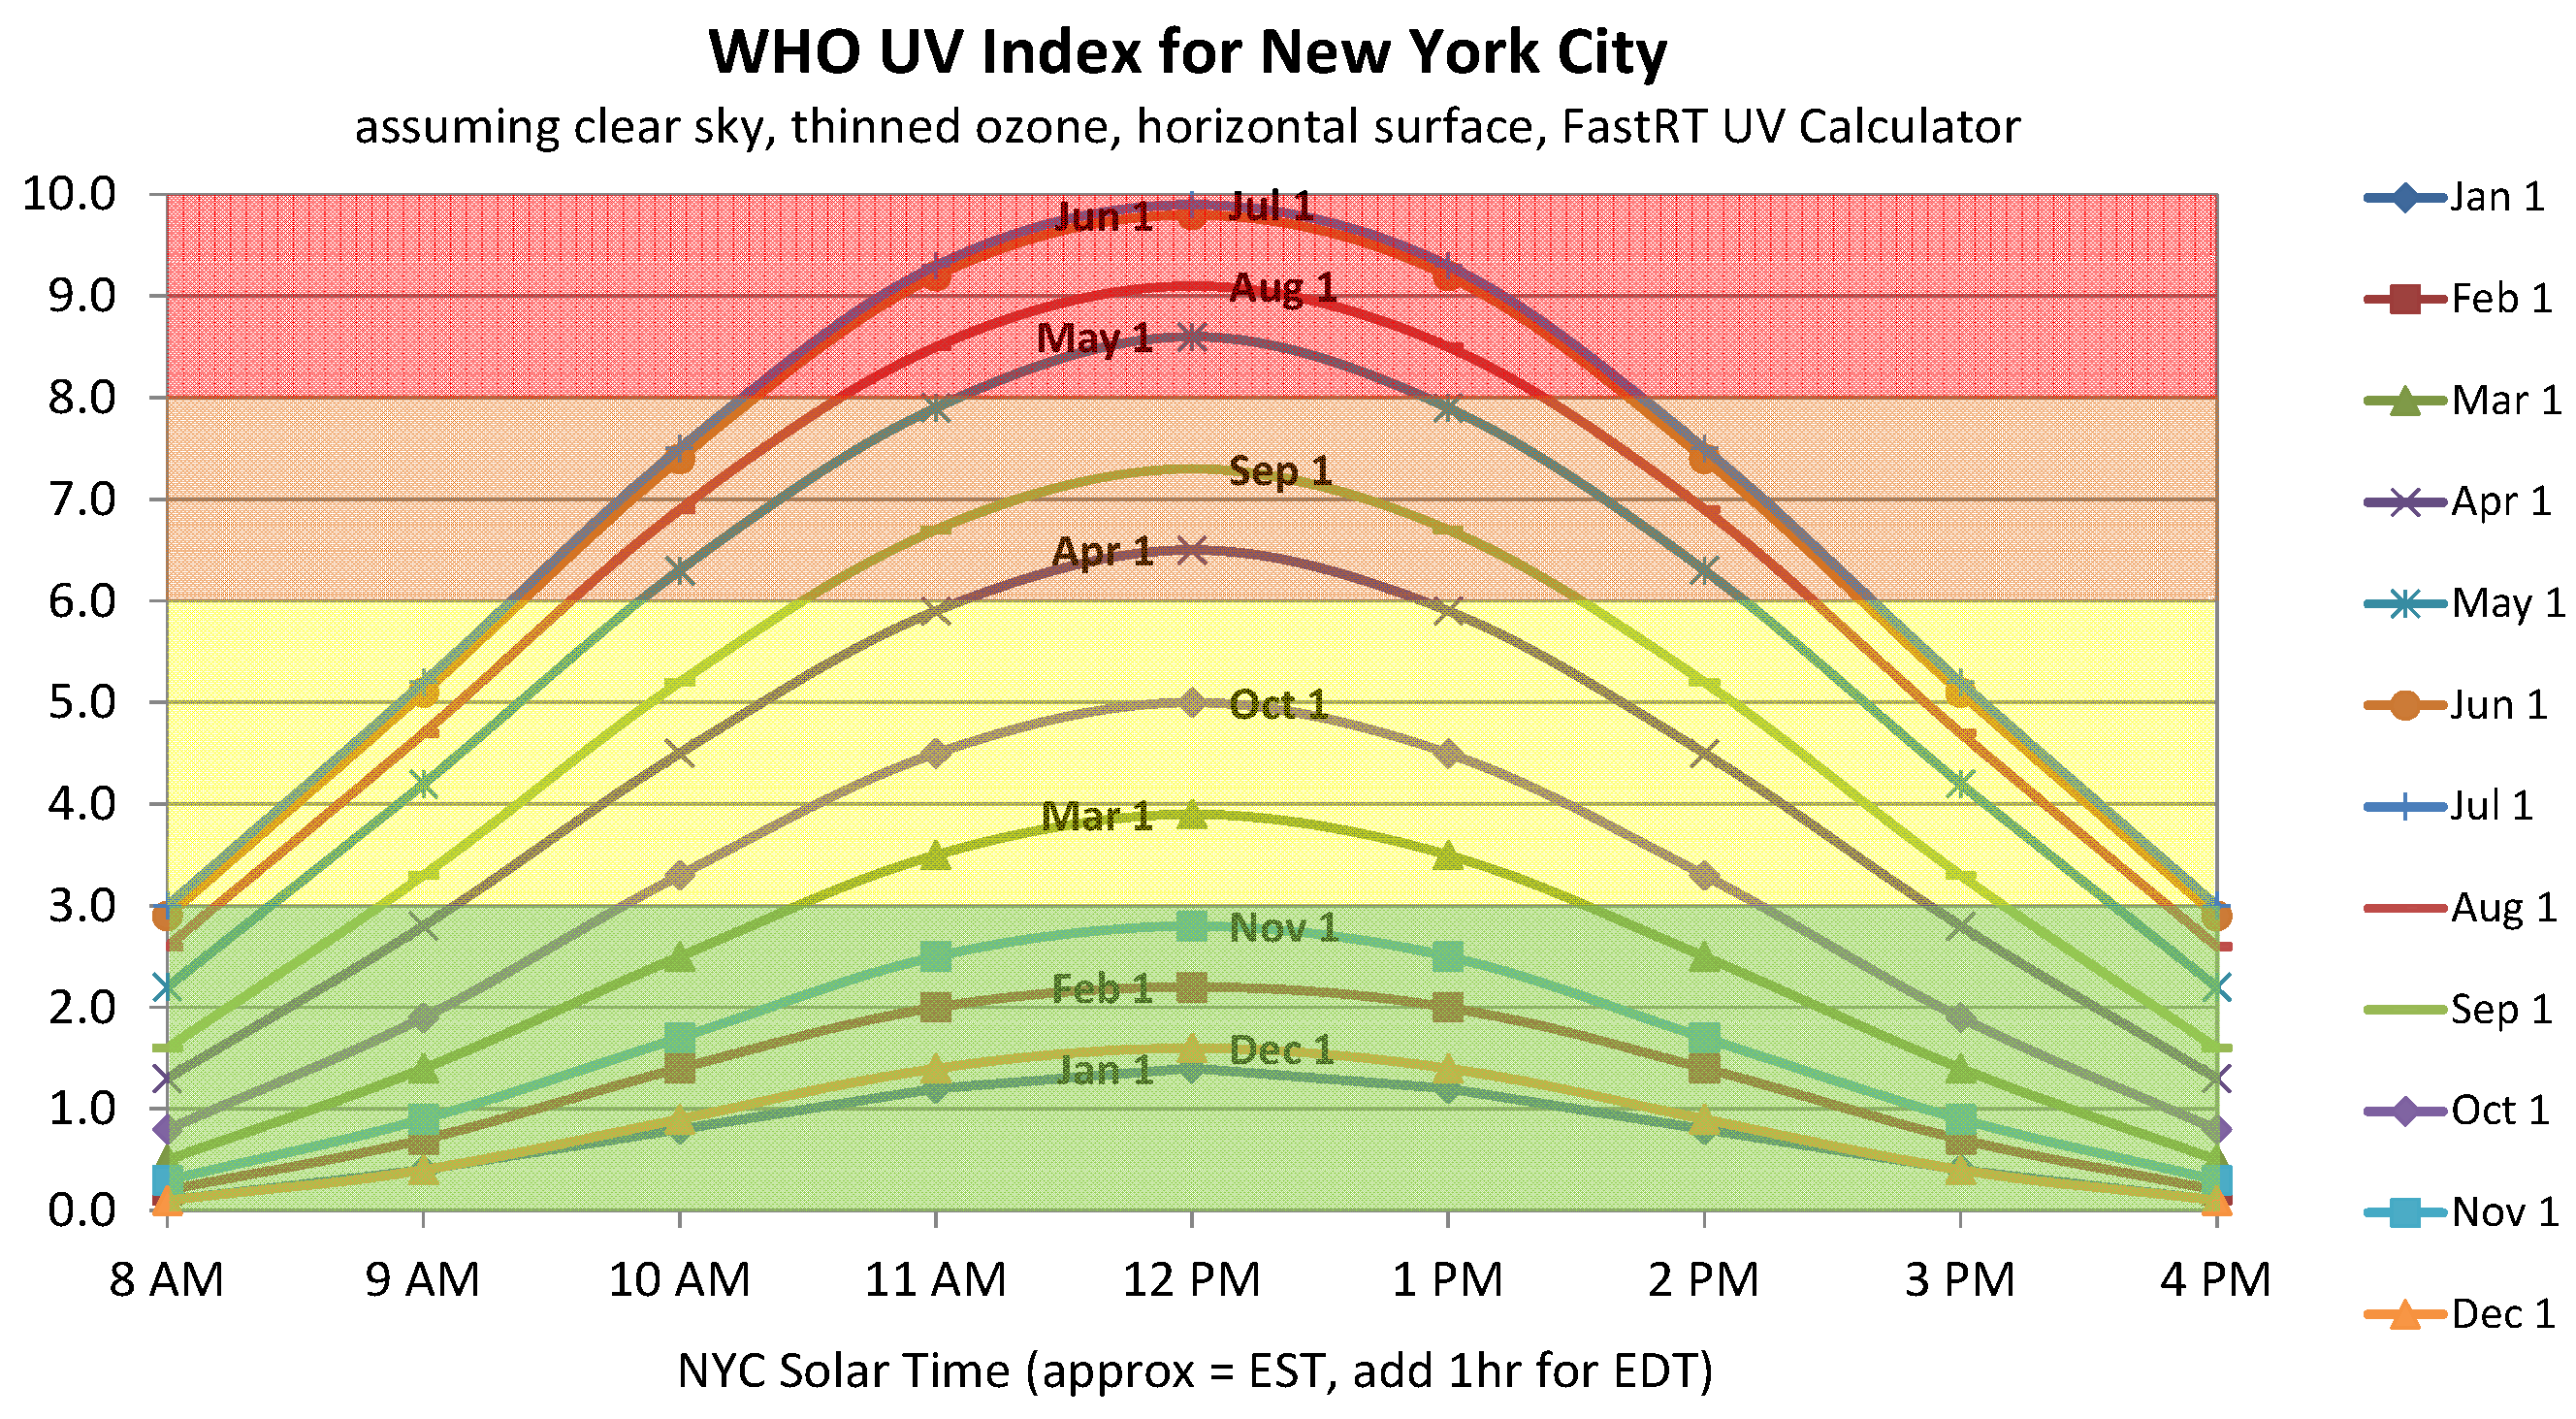 WHO UV Index for New York City
assuming clear sky, thinned ozone, horizontal surface, FastRT UV Calculator
10.0
9.0
8.0
7.0
6.0
5.0
4.0
3.0
2.0
1.0
0.0
Jun 1
Jul 1
Aug 1
May 1
Sep 1
Apr 1
Oct 1
Mar 1
Nov 1
Feb 1
Dec 1
Jan 1
8 AM
9 AM
10 AM
11 AM
12 PM
1 PM
2 PM
3 PM
4 PM
NYC Solar Time (approx = EST, add 1hr for EDT)
Jan 1
Feb 1
Mar 1
Apr 1
May 1
Jun 1
Jul 1
Aug 1
Sep 1
Oct 1
Nov 1
Dec 1